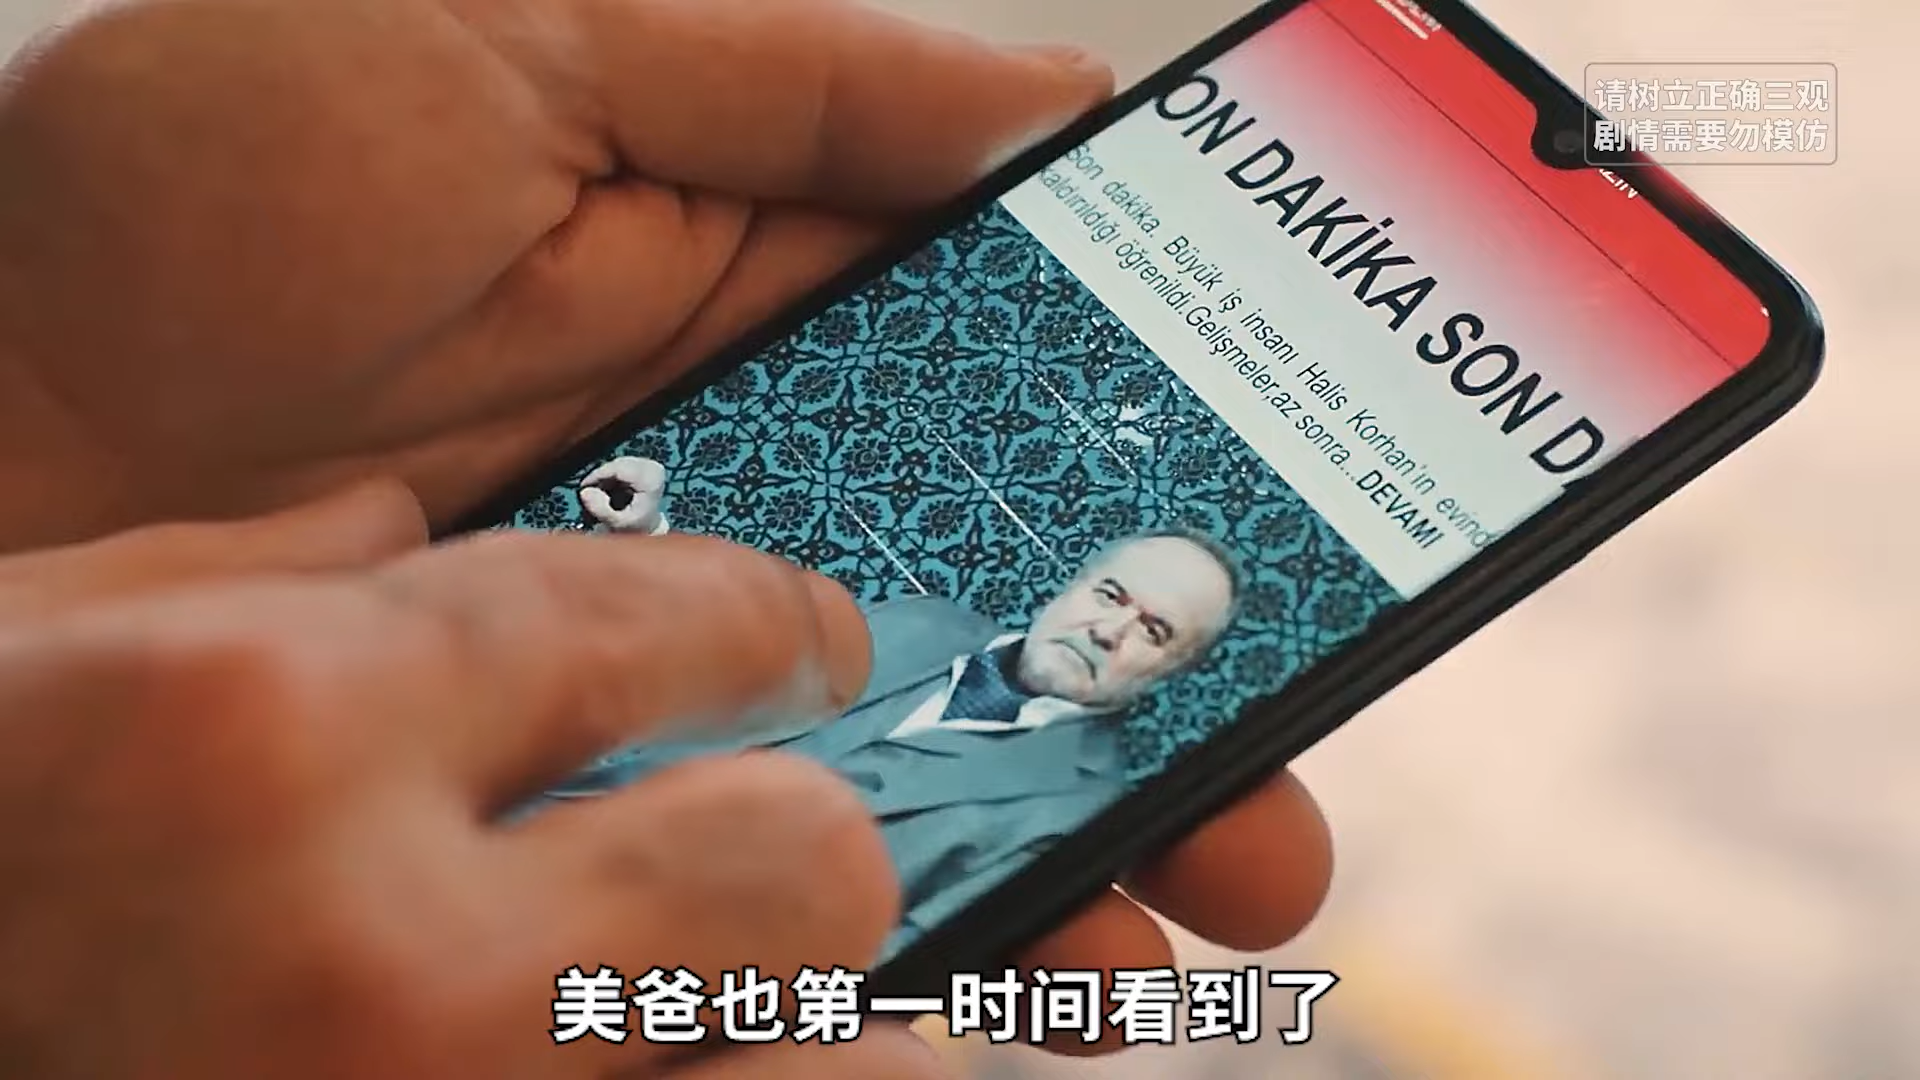 请树立正确三观
剧情需要勿模仿
ON DAKİKA SON D
Son dakika. Büyük iş insanı Halis Korhan'ın evind
kaldırıldığı öğrenildi.Gelişmeler,az sonra...DEVAMI
美爸也第一时间看到了